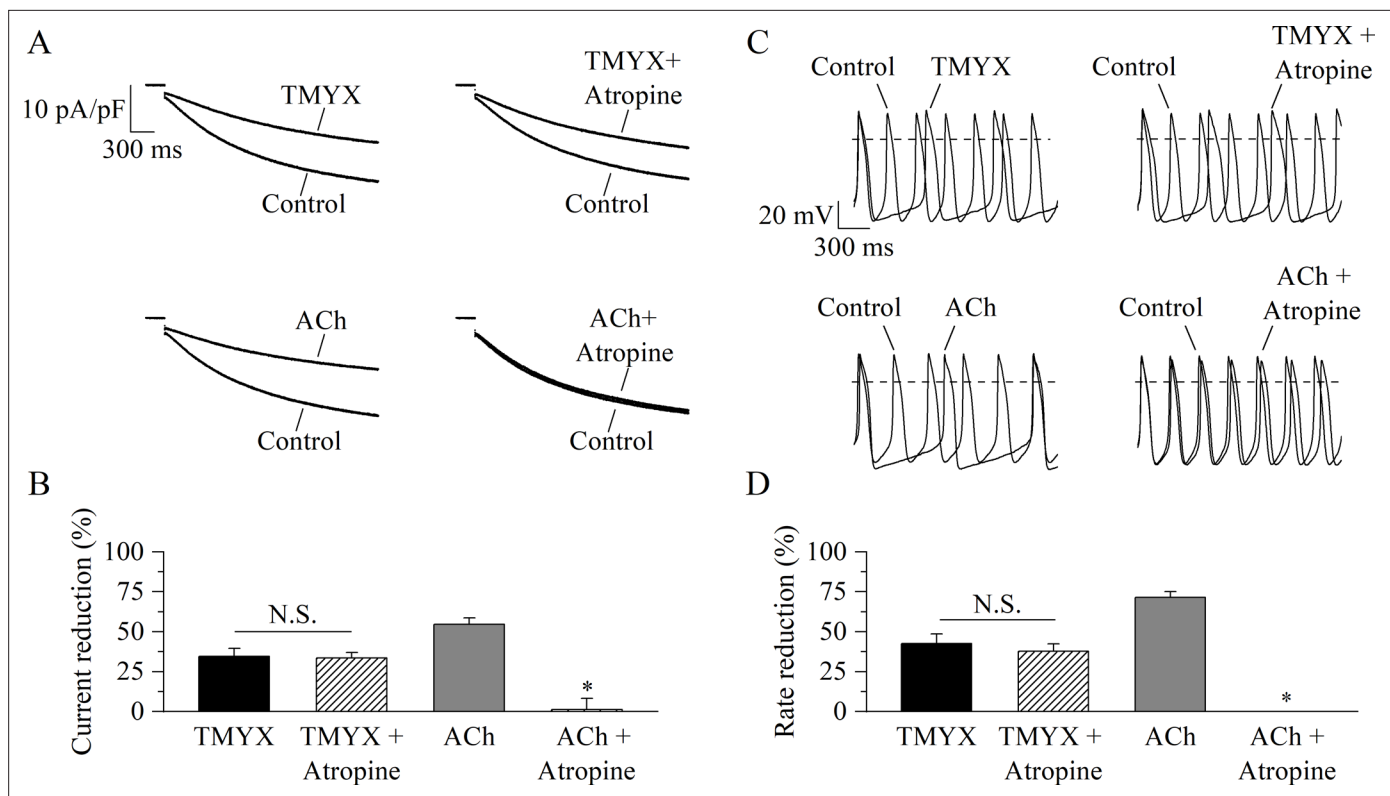 A
10 pA/pF
300 ms
TMYX
Control
TMYX+
Atropine
Control
ACh
Control
ACh+
Atropine
Control
B
Current reduction (%)
100
75
50
25
0
N.S.
*
TMYX
TMYX +
Atropine
ACh
ACh +
Atropine
C
Control
TMYX
20 mV
300 ms
Control
TMYX +
Atropine
Control
ACh
Control
ACh +
Atropine
D
Rate reduction (%)
100
75
50
25
0
N.S.
*
TMYX
TMYX +
Atropine
ACh
ACh +
Atropine